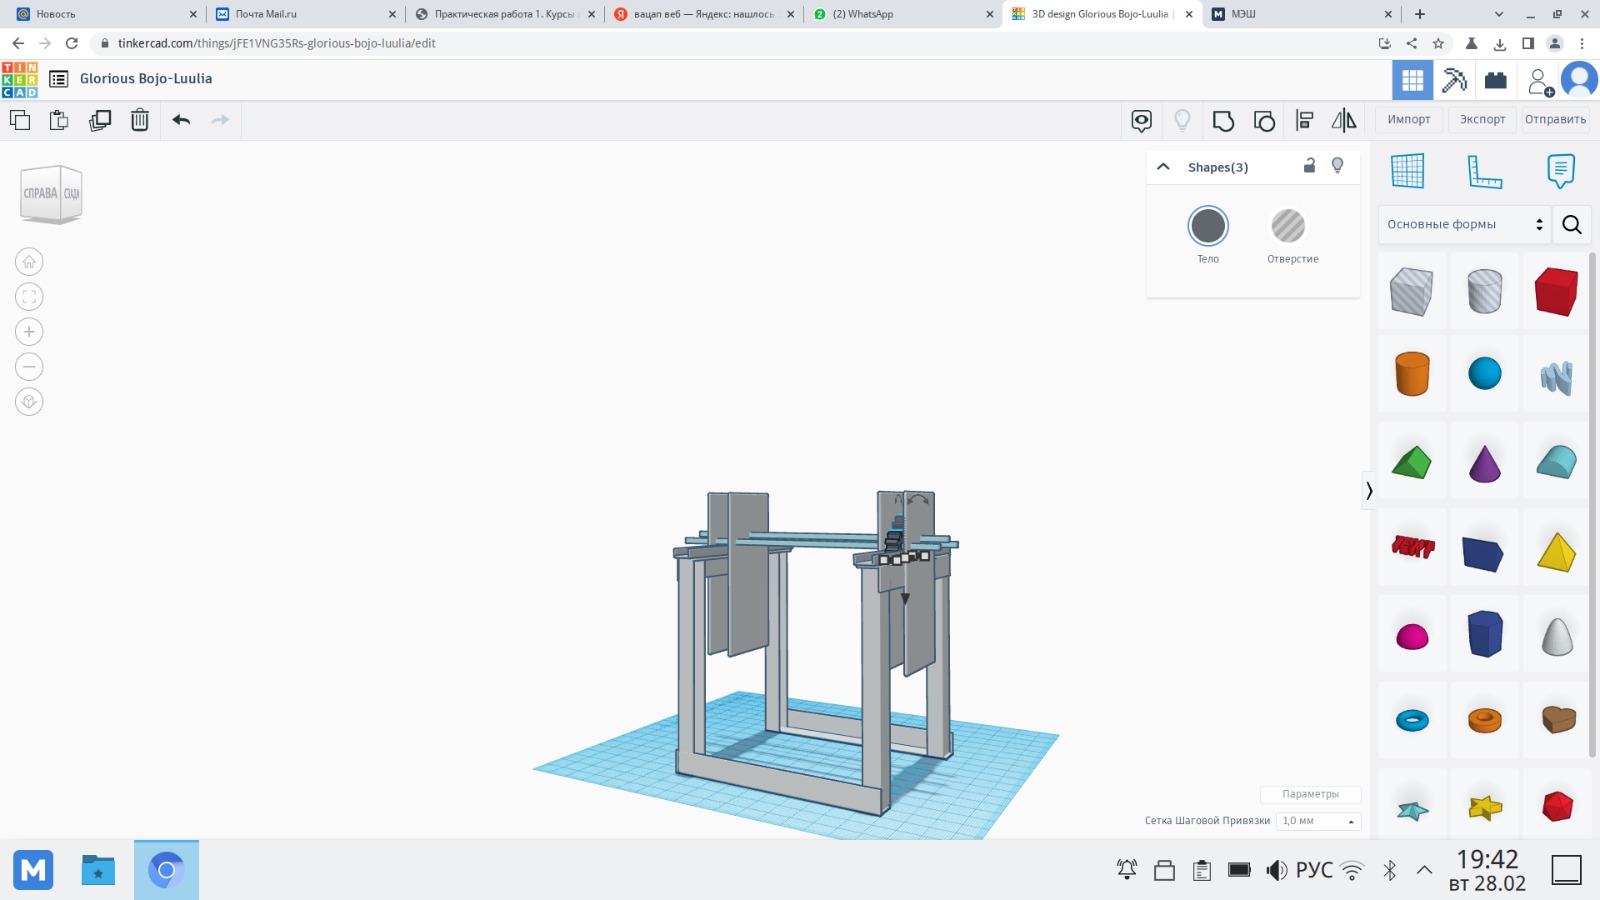 Новость
Почта Mail.ru
Практическая работа 1. Курсы
вацап веб — Яндекс: нашлось
(2) WhatsApp
3D design Glorious Bojo-Luulia
МЭШ
tinkercad.com/things/jFE1VNG35Rs-glorious-bojo-luulia/edit
TIN
KER
CAD
Glorious Bojo-Luulia
Импорт
Экспорт
Отправить
СПРАВА
Shapes(3)
Тело
Отверстие
Основные формы
Параметры
Сетка Шаговой Привязки
1,0 мм
M
РУС
19:42
вт 28.02